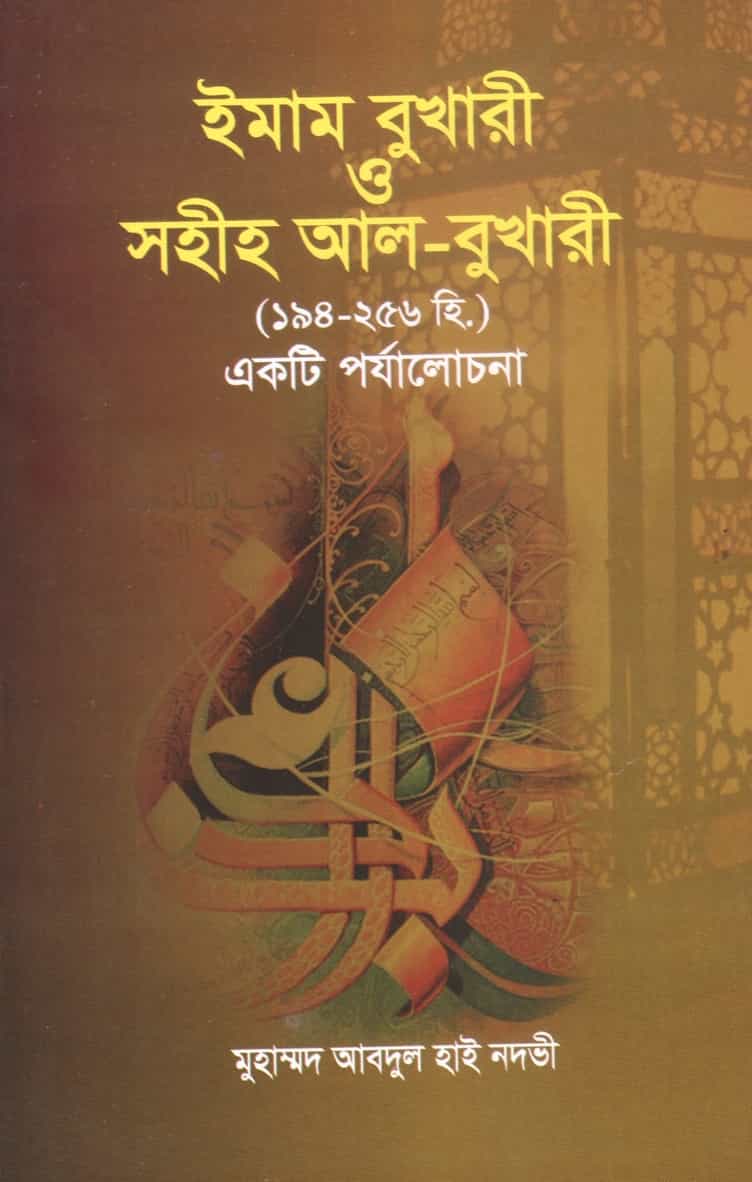 ইমাম বুখারী
ও
সহীহ আল-বুখারী
(১৯৪-২৫৬ হি.)
একটি পর্যালোচনা
মুহাম্মদ আবদুল হাই নদভী